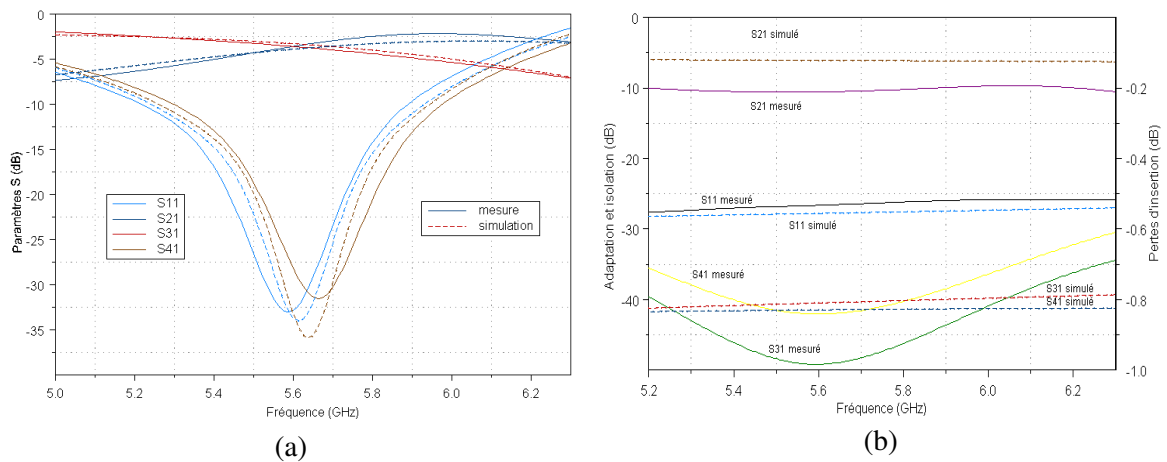 0
-5
-10
-15
-20
-25
-30
-35
Paramètres S (dB)
S11
S21
S31
S41
mesure
simulation
5.0 5.2 5.4 5.6 5.8 6.0 6.2
Fréquence (GHz)
(a)
0
-10
-20
-30
-40
-50
Adaptation et isolation (dB)
S21 simulé
S21 mesuré
S11 mesuré
S11 simulé
S41 mesuré
S31 simulé
S41 simulé
S31 mesuré
0.0
-0.2
-0.4
-0.6
-0.8
-1.0
Pertes d'insertion (dB)
5.2 5.4 5.6 5.8 6.0 6.2
Fréquence (GHz)
(b)